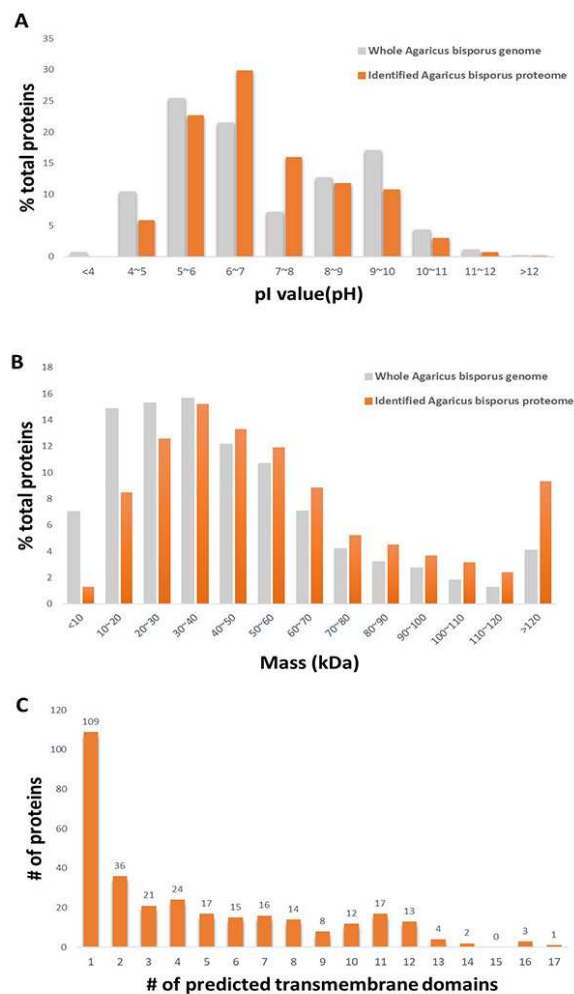 A
35
30
25
20
15
10
5
0
% total proteins
Whole Agaricus bisporus genome
Identified Agaricus bisporus proteome
<4 4~5 5~6 6~7 7~8 8~9 9~10 10~11 11~12 >12
pI value(pH)
B
18
16
14
12
10
8
6
4
2
0
% total proteins
Whole Agaricus bisporus genome
Identified Agaricus bisporus proteome
<10 10~20 20~30 30~40 40~50 50~60 60~70 70~80 80~90 90~100 100~110 110~120 >120
Mass (kDa)
C
120
100
80
60
40
20
0
# of proteins
109 36 21 24 17 15 16 14 8 12 17 13 4 2 0 3 1
1 2 3 4 5 6 7 8 9 10 11 12 13 14 15 16 17
# of predicted transmembrane domains